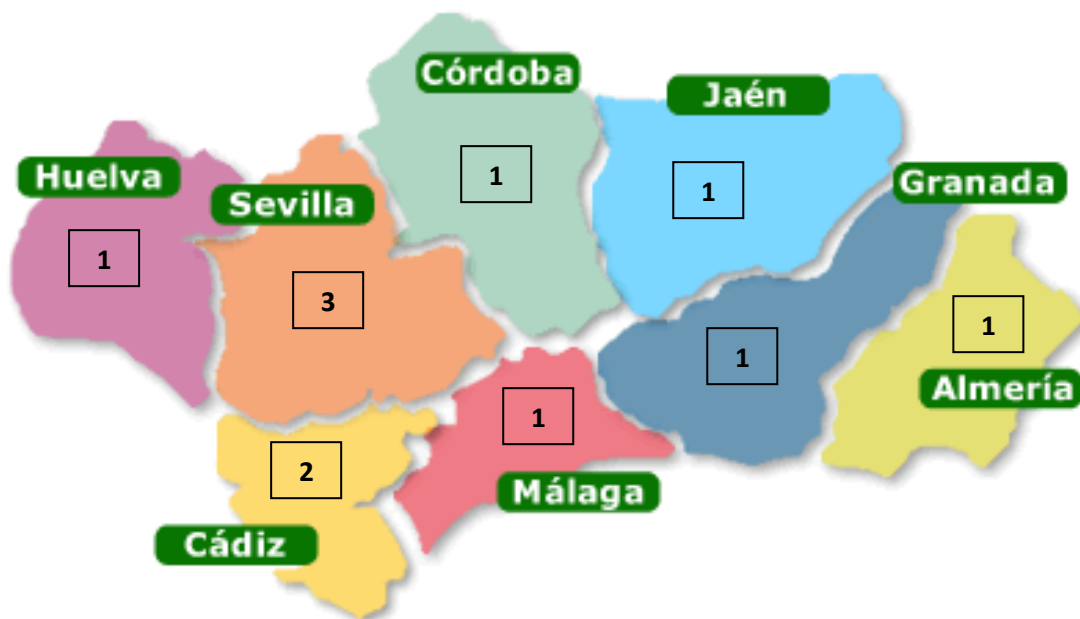 Córdoba
1
Jaén
1
Huelva
1
Sevilla
3
Granada
1
Almería
1
Málaga
1
Cádiz
2